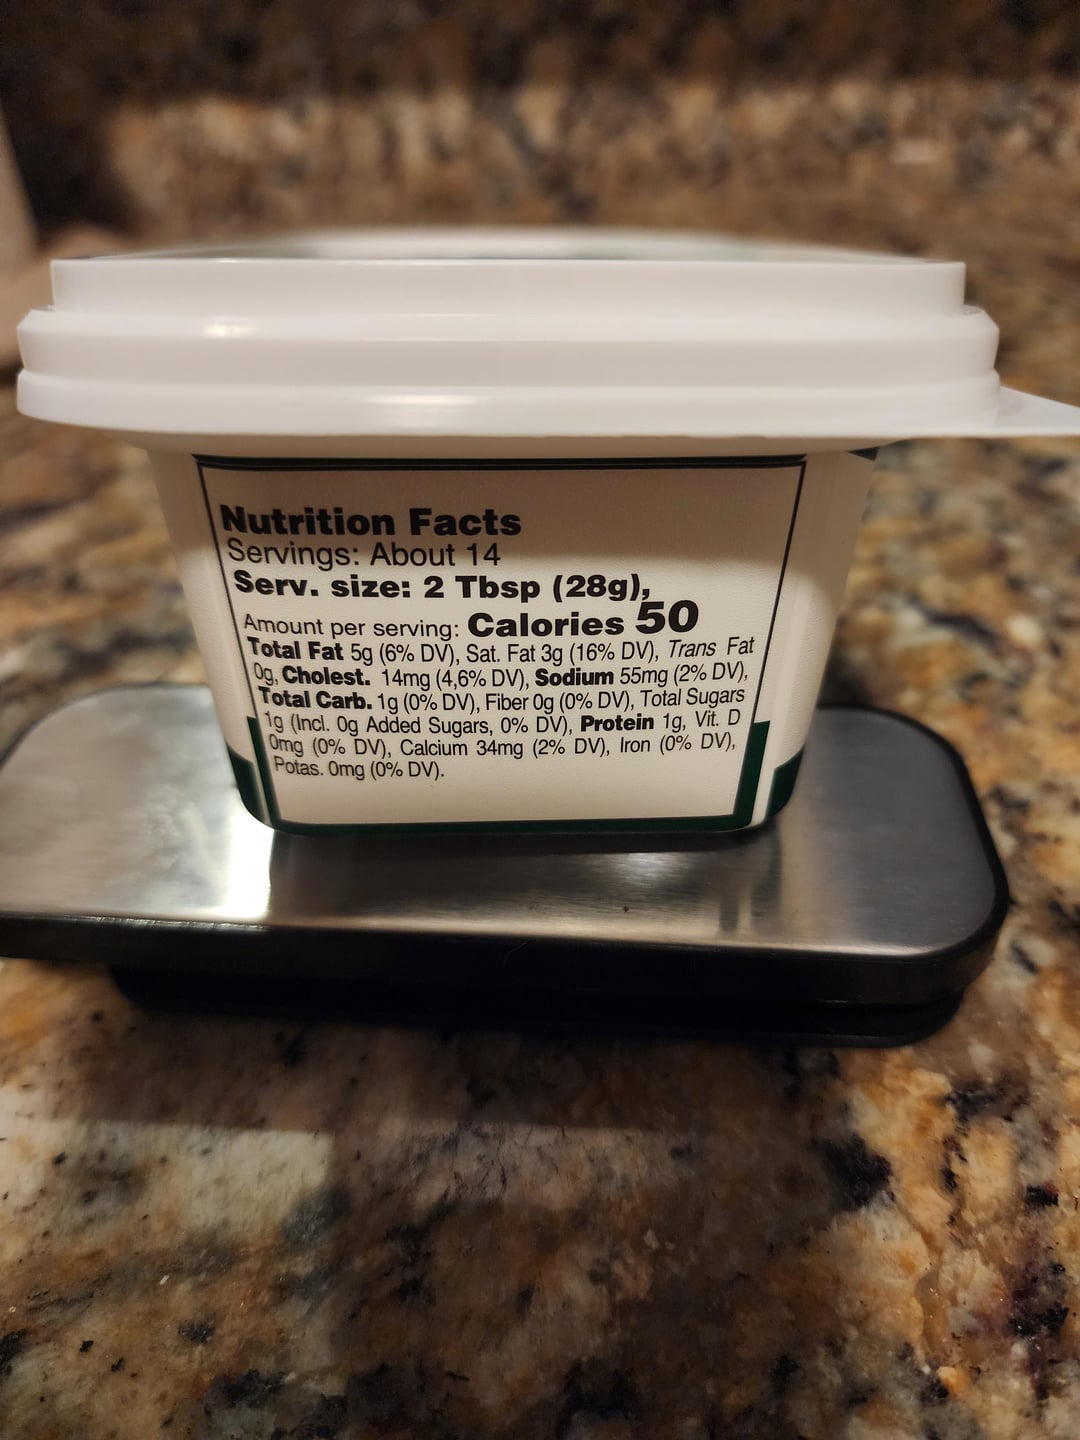 Nutrition Facts
Servings: About 14
Serv. size: 2 Tbsp (28g),
Amount per serving: Calories 50
Total Fat 5g (6% DV), Sat. Fat 3g (16% DV), Trans Fat
0g, Cholest. 14mg (4,6% DV), Sodium 55mg (2% DV),
Total Carb. 1g (0% DV), Fiber 0g (0% DV), Total Sugars
1g (Incl. 0g Added Sugars, 0% DV), Protein 1g, Vit. D
0mg (0% DV), Calcium 34mg (2% DV), Iron (0% DV),
Potas. 0mg (0% DV).